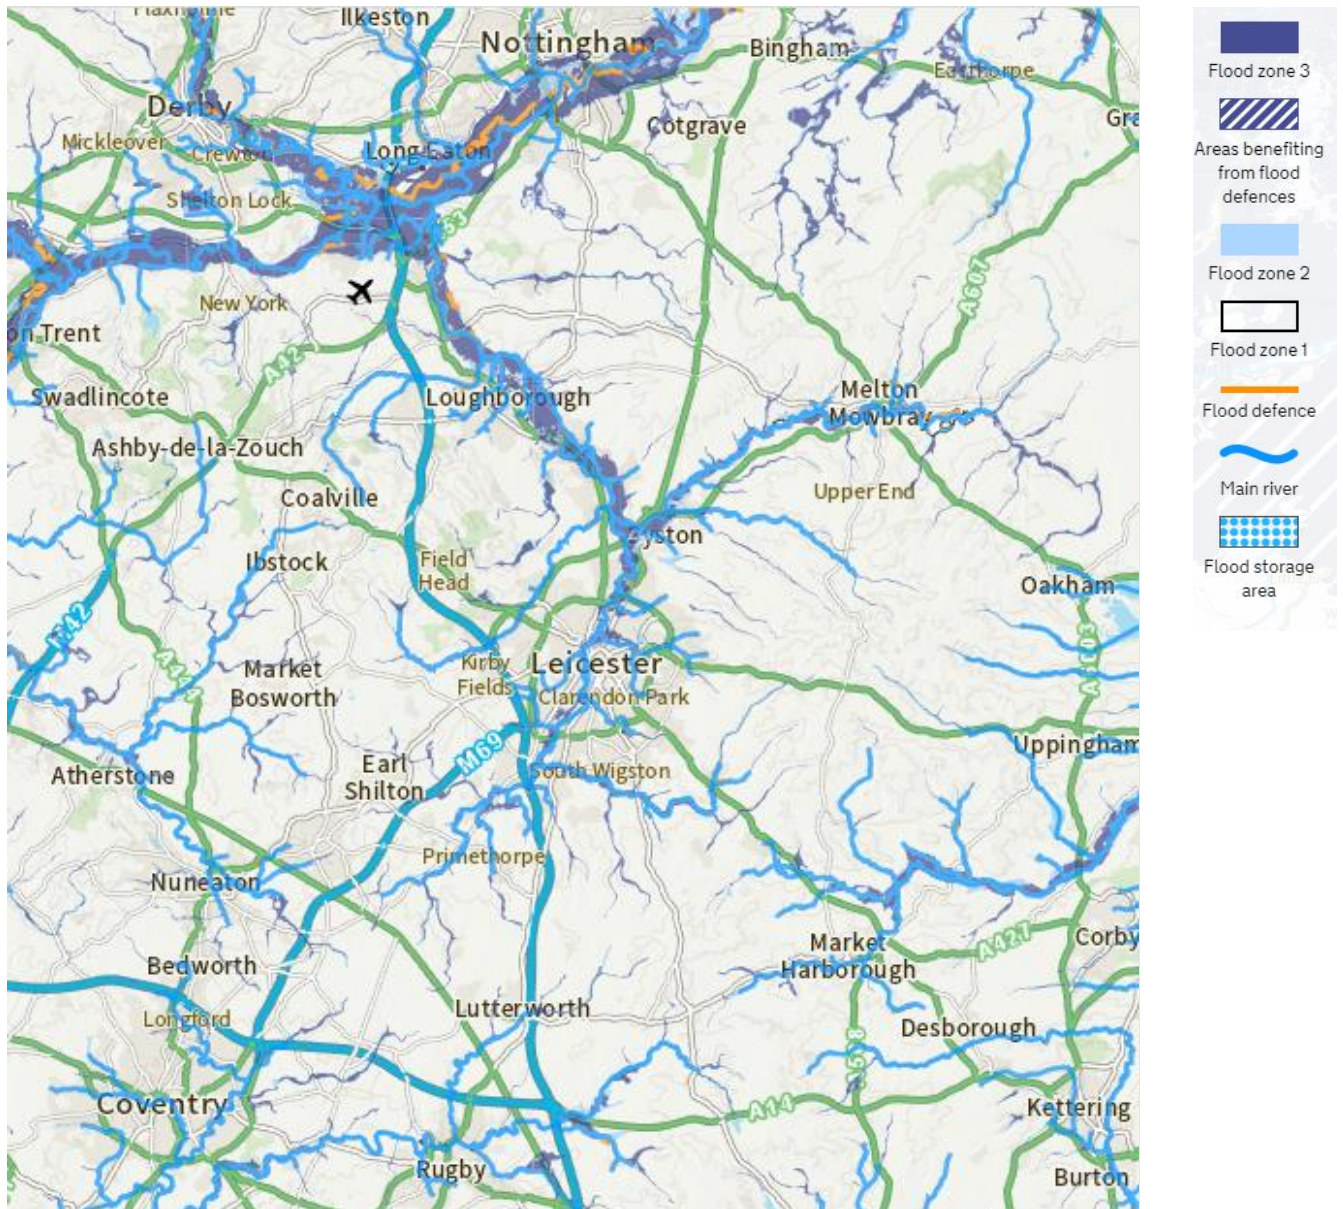 Ilkeston
Nottingham
Bingham
Easthorpe
Derby
Mickleover
Crewton
Cotgrave
Long Eaton
Shelton Lock
New York
A607
on Trent
A42
Swadlincote
Loughborough
Melton
Mowbray
Ashby-de-la-Zouch
Coalville
Upper End
Ibstock
Field
Head
Oakham
M42
A444
Market
Bosworth
Kirby
Fields
Leicester
Clarendon Park
Uppingham
M69
Atherstone
Earl
Shilton
South Wigston
Primethorpe
Nuneaton
Market
Harborough
A427
Corby
Bedworth
Longford
Lutterworth
Desborough
Coventry
A14
Kettering
Rugby
Burton
Flood zone 3
Areas benefiting
from flood
defences
Flood zone 2
Flood zone 1
Flood defence
Main river
Flood storage
area